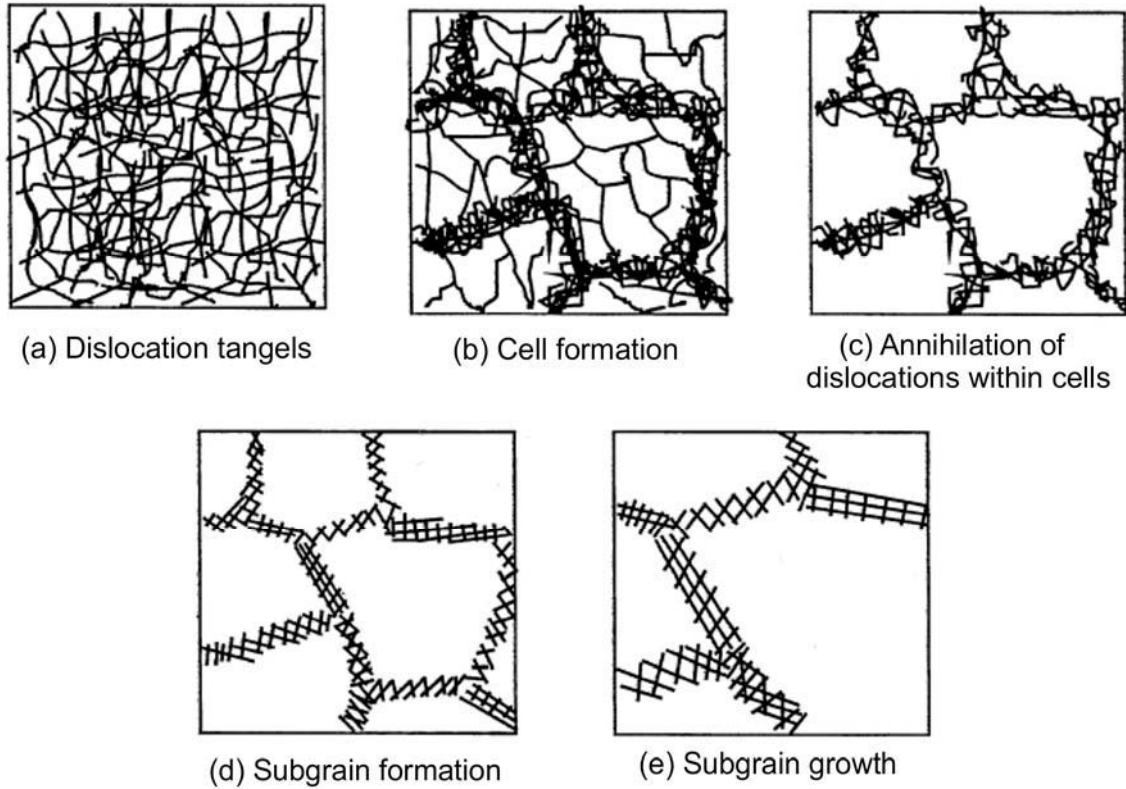 (a) Dislocation tangels
(b) Cell formation
(c) Annihilation of
dislocations within cells
(d) Subgrain formation
(e) Subgrain growth